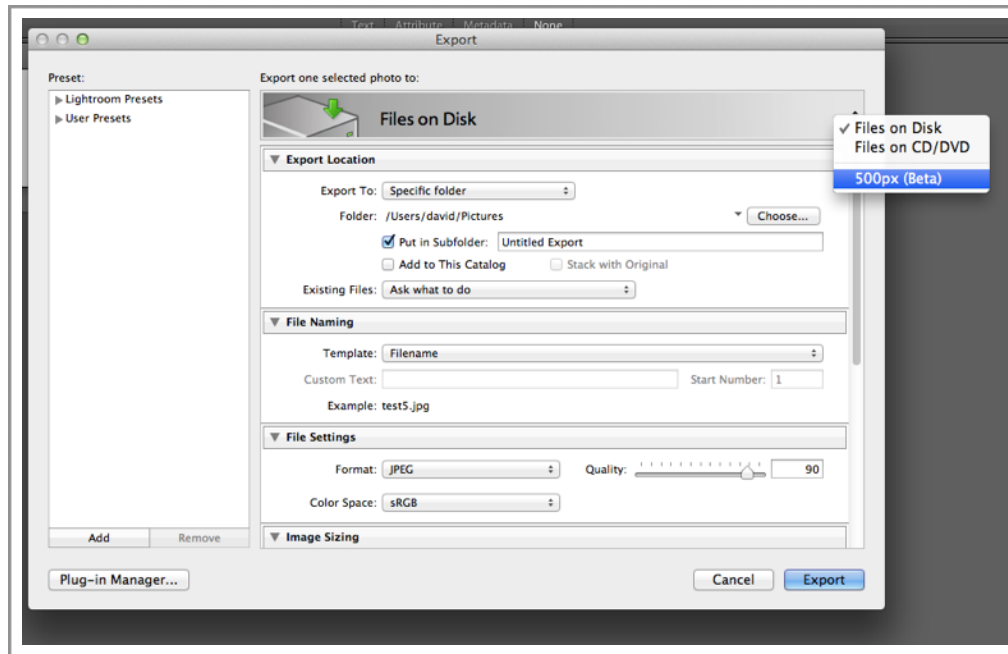 Text Attribute Metadata None
Export
Preset:
Lightroom Presets
User Presets
Add Remove
Export one selected photo to:
Files on Disk
Files on Disk
Files on CD/DVD
500px (Beta)
Export Location
Export To: Specific folder
Folder: /Users/david/Pictures Choose...
Put in Subfolder: Untitled Export
Add to This Catalog Stack with Original
Existing Files: Ask what to do
File Naming
Template: Filename
Custom Text: Start Number: 1
Example: test5.jpg
File Settings
Format: JPEG Quality: 90
Color Space: sRGB
Image Sizing
Plug-in Manager... Cancel Export